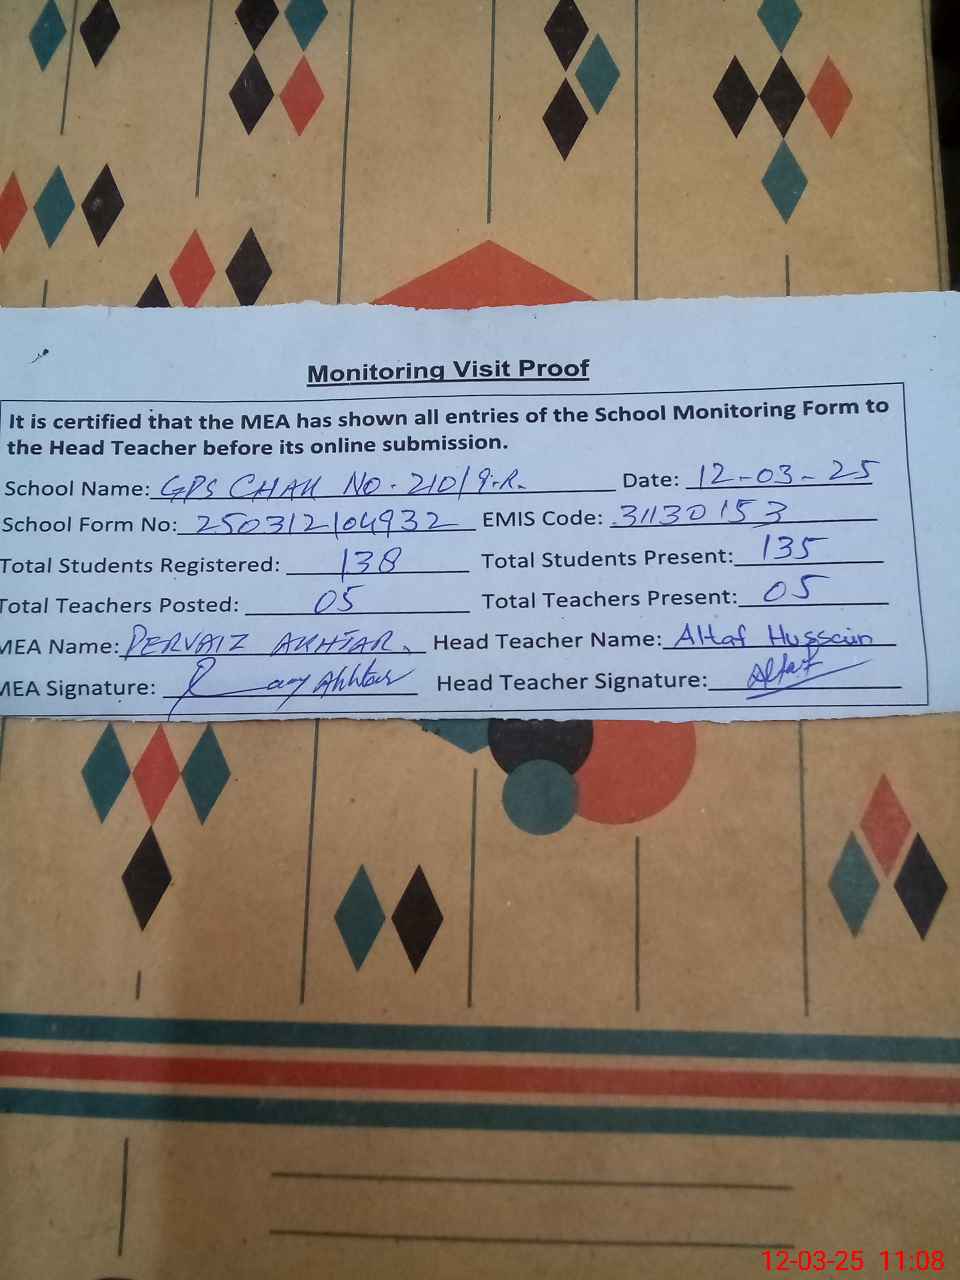 Monitoring Visit Proof
It is certified that the MEA has shown all entries of the School Monitoring Form to
the Head Teacher before its online submission.
School Name: GPS CHAK NO. 210/9-R. Date: 12-03-25
School Form No: 250312104932 EMIS Code: 31130153
Total Students Registered: 138 Total Students Present: 135
Total Teachers Posted: 05 Total Teachers Present: 05
MEA Name: PERVAIZ AKHTAR. Head Teacher Name: Altaf Hussain
MEA Signature: Akhtar Head Teacher Signature: Altaf
12-03-25 11:08